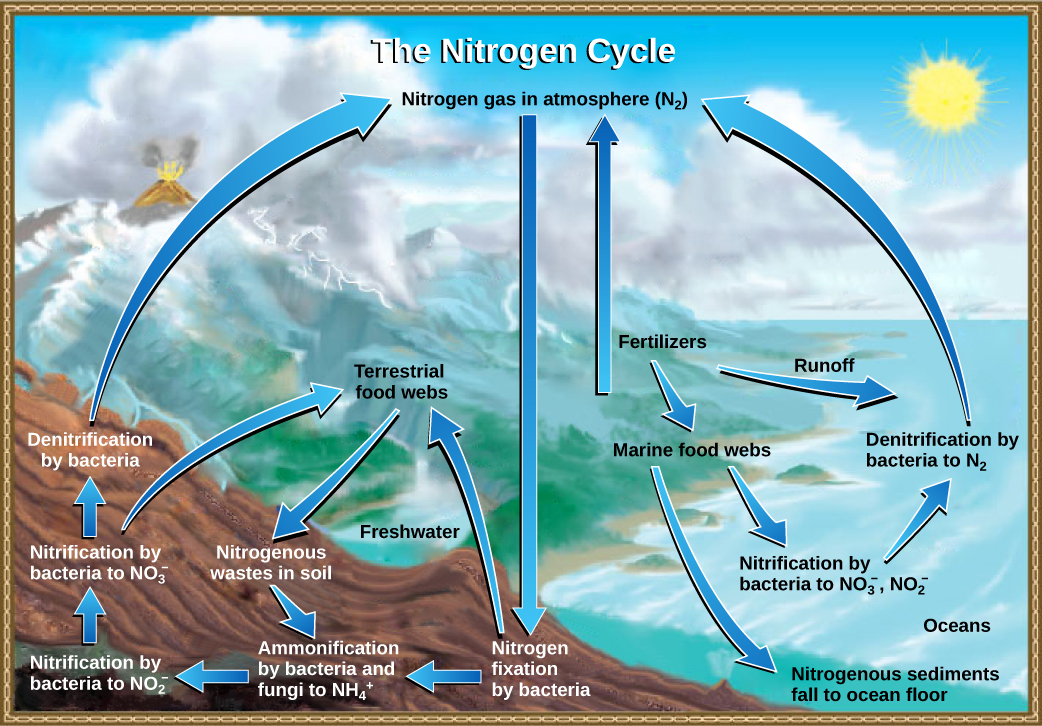 The Nitrogen Cycle
Nitrogen gas in atmosphere (N₂)
Fertilizers
Runoff
Terrestrial
food webs
Denitrification
by bacteria
Marine food webs
Denitrification by
bacteria to N₂
Freshwater
Nitrification by
bacteria to NO₃⁻
Nitrogenous
wastes in soil
Nitrification by
bacteria to NO₃⁻, NO₂⁻
Oceans
Nitrification by
bacteria to NO₂⁻
Ammonification
by bacteria and
fungi to NH₄⁺
Nitrogen
fixation
by bacteria
Nitrogenous sediments
fall to ocean floor